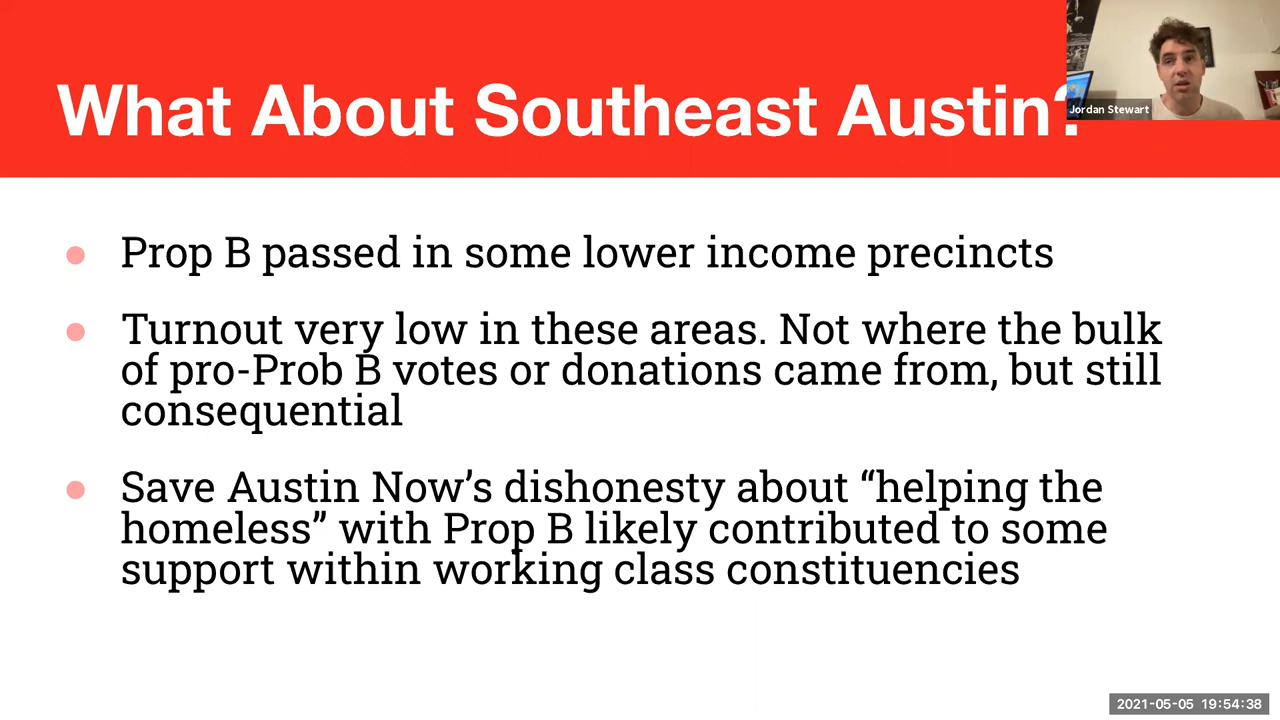 What About Southeast Austin?
Jordan Stewart
Prop B passed in some lower income precincts
Turnout very low in these areas. Not where the bulk
of pro-Prob B votes or donations came from, but still
consequential
Save Austin Now’s dishonesty about “helping the
homeless” with Prop B likely contributed to some
support within working class constituencies
2021-05-05 19:54:38